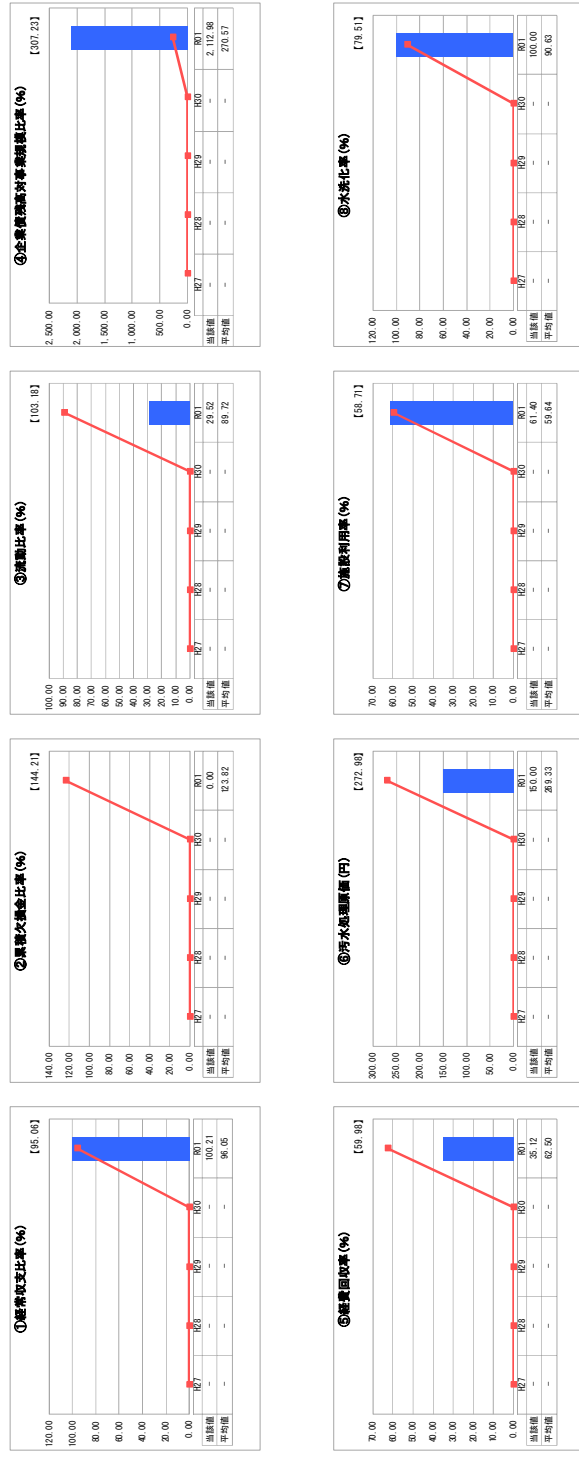 ①経常収支比率(%)
【95.06】
120.00
100.00
80.00
60.00
40.00
20.00
0.00
H27 H28 H29 H30 R01
当該値 - - - - 100.21
平均値 - - - - 96.05
②累積欠損金比率(%)
【144.21】
140.00
120.00
100.00
80.00
60.00
40.00
20.00
0.00
H27 H28 H29 H30 R01
当該値 - - - - 0.00
平均値 - - - - 123.82
③流動比率(%)
【103.18】
100.00
90.00
80.00
70.00
60.00
50.00
40.00
30.00
20.00
10.00
0.00
H27 H28 H29 H30 R01
当該値 - - - - 29.52
平均値 - - - - 89.72
④企業債残高対事業規模比率(%)
【307.23】
2,500.00
2,000.00
1,500.00
1,000.00
500.00
0.00
H27 H28 H29 H30 R01
当該値 - - - - 2,112.98
平均値 - - - - 270.57
⑤経費回収率(%)
【59.98】
70.00
60.00
50.00
40.00
30.00
20.00
10.00
0.00
H27 H28 H29 H30 R01
当該値 - - - - 35.12
平均値 - - - - 62.50
⑥汚水処理原価(円)
【272.98】
300.00
250.00
200.00
150.00
100.00
50.00
0.00
H27 H28 H29 H30 R01
当該値 - - - - 150.00
平均値 - - - - 269.33
⑦施設利用率(%)
【58.71】
70.00
60.00
50.00
40.00
30.00
20.00
10.00
0.00
H27 H28 H29 H30 R01
当該値 - - - - 61.40
平均値 - - - - 59.64
⑧水洗化率(%)
【79.51】
120.00
100.00
80.00
60.00
40.00
20.00
0.00
H27 H28 H29 H30 R01
当該値 - - - - 100.00
平均値 - - - - 90.63